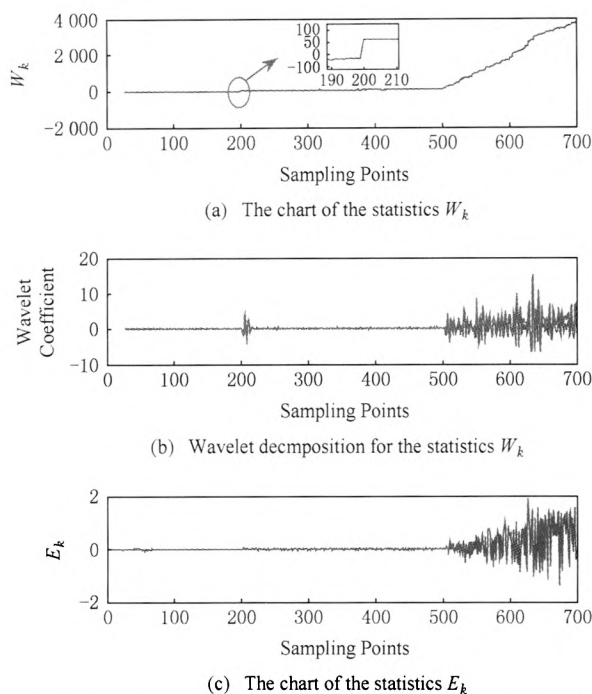 4 000
2 000
0
-2 000
W_k
100
50
0
-100
190 200 210
0 100 200 300 400 500 600 700
Sampling Points
(a) The chart of the statistics W_k
20
10
0
-10
Wavelet
Coefficient
0 100 200 300 400 500 600 700
Sampling Points
(b) Wavelet decmposition for the statistics W_k
2
0
-2
E_k
0 100 200 300 400 500 600 700
Sampling Points
(c) The chart of the statistics E_k